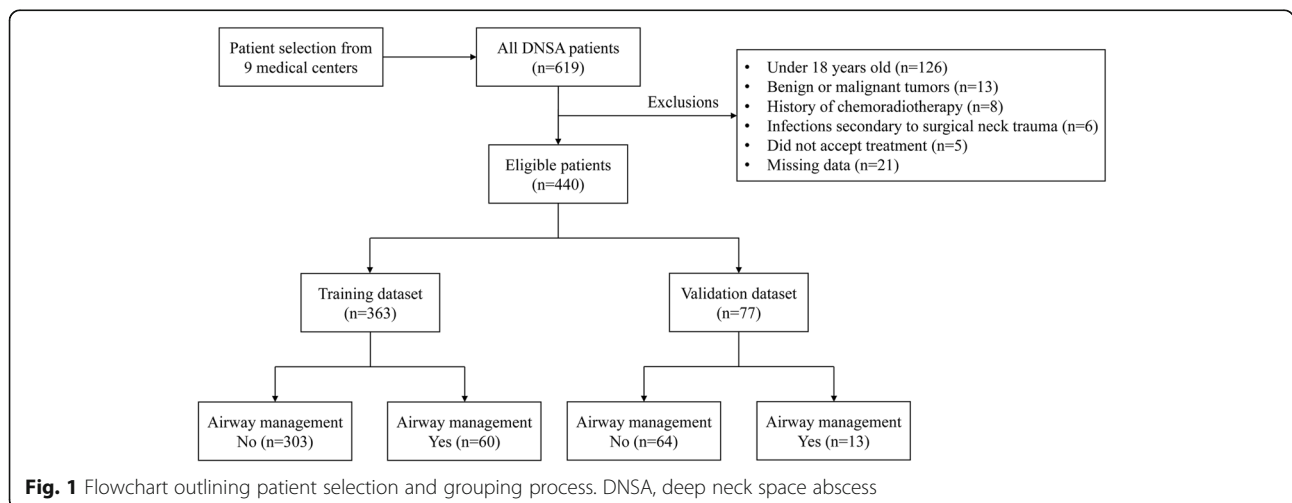 Patient selection from
9 medical centers
All DNSA patients
(n=619)
Exclusions
• Under 18 years old (n=126)
• Benign or malignant tumors (n=13)
• History of chemoradiotherapy (n=8)
• Infections secondary to surgical neck trauma (n=6)
• Did not accept treatment (n=5)
• Missing data (n=21)
Eligible patients
(n=440)
Training dataset
(n=363)
Validation dataset
(n=77)
Airway management
No (n=303)
Airway management
Yes (n=60)
Airway management
No (n=64)
Airway management
Yes (n=13)
Fig. 1 Flowchart outlining patient selection and grouping process. DNSA, deep neck space abscess